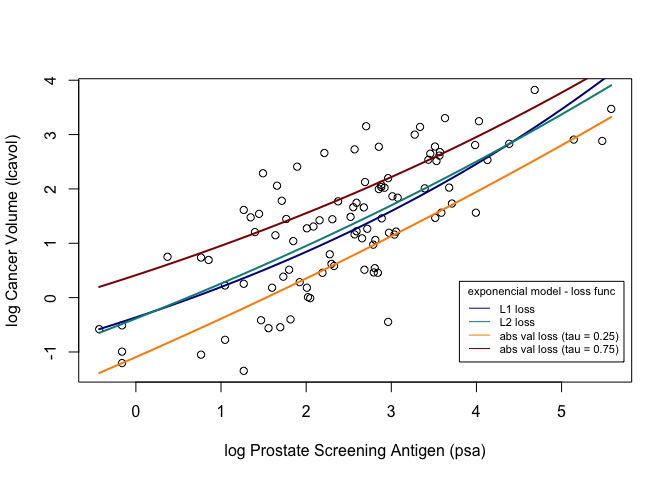 4
3
2
1
0
-1
log Cancer Volume (lcavol)
exponencial model - loss func
L1 loss
L2 loss
abs val loss (tau = 0.25)
abs val loss (tau = 0.75)
0 1 2 3 4 5
log Prostate Screening Antigen (psa)